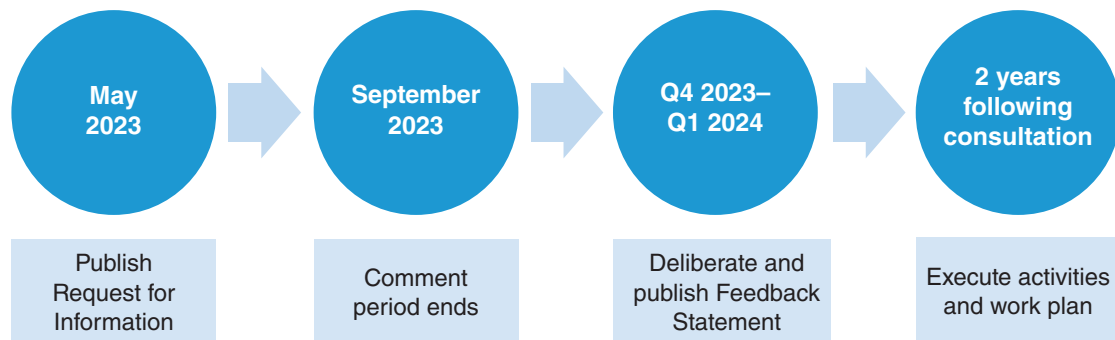 May
2023
September
2023
Q4 2023–
Q1 2024
2 years
following
consultation
Publish
Request for
Information
Comment
period ends
Deliberate and
publish Feedback
Statement
Execute activities
and work plan